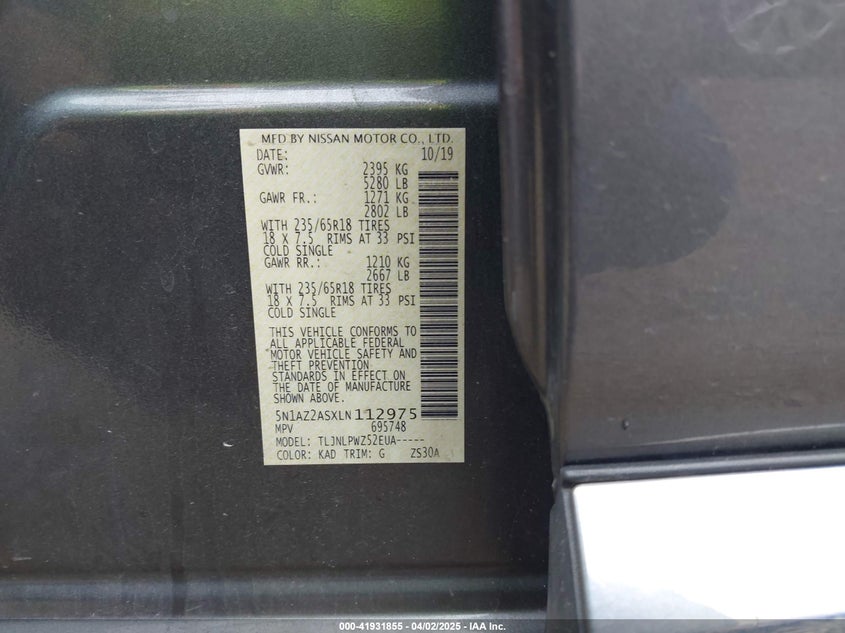 MFD BY NISSAN MOTOR CO., LTD.
DATE: 10/19
GVWR: 2395 KG
5280 LB
GAWR FR.: 1271 KG
2802 LB
WITH 235/65R18 TIRES
18 X 7.5 RIMS AT 33 PSI
COLD SINGLE
GAWR RR.: 1210 KG
2667 LB
WITH 235/65R18 TIRES
18 X 7.5 RIMS AT 33 PSI
COLD SINGLE
THIS VEHICLE CONFORMS TO
ALL APPLICABLE FEDERAL
MOTOR VEHICLE SAFETY AND
THEFT PREVENTION
STANDARDS IN EFFECT ON
THE DATE OF MANUFACTURE
SHOWN ABOVE.
5N1AZ2ASXLN112975
MPV 695748
MODEL: TLJNLPWZ52EUA-----
COLOR: KAD TRIM: G ZS30A
000-41931855 - 04/02/2025 - IAA Inc.